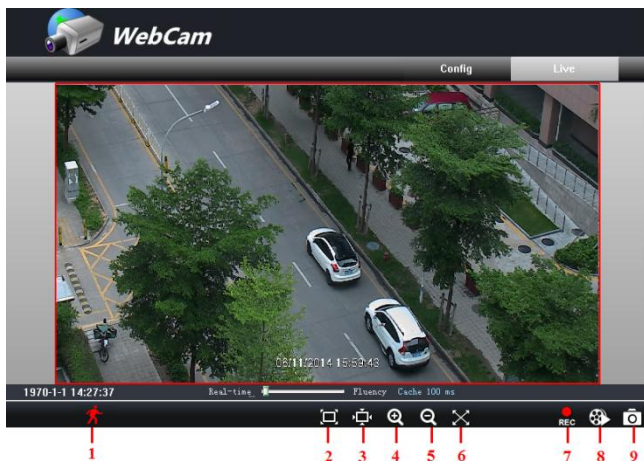 WebCam
Config Live
06/11/2014 15:59:43
1970-1-1 14:27:37 Real-time Fluency Cache 100 ms
REC
1 2 3 4 5 6 7 8 9